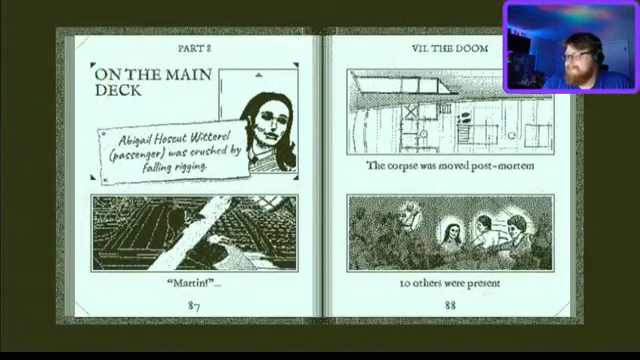 PART 8
ON THE MAIN
DECK
Abigail Hoscut Witterel
(passenger) was crushed by
falling rigging.
"Martin!"...
87
VII. THE DOOM
The corpse was moved post-mortem
10 others were present
88